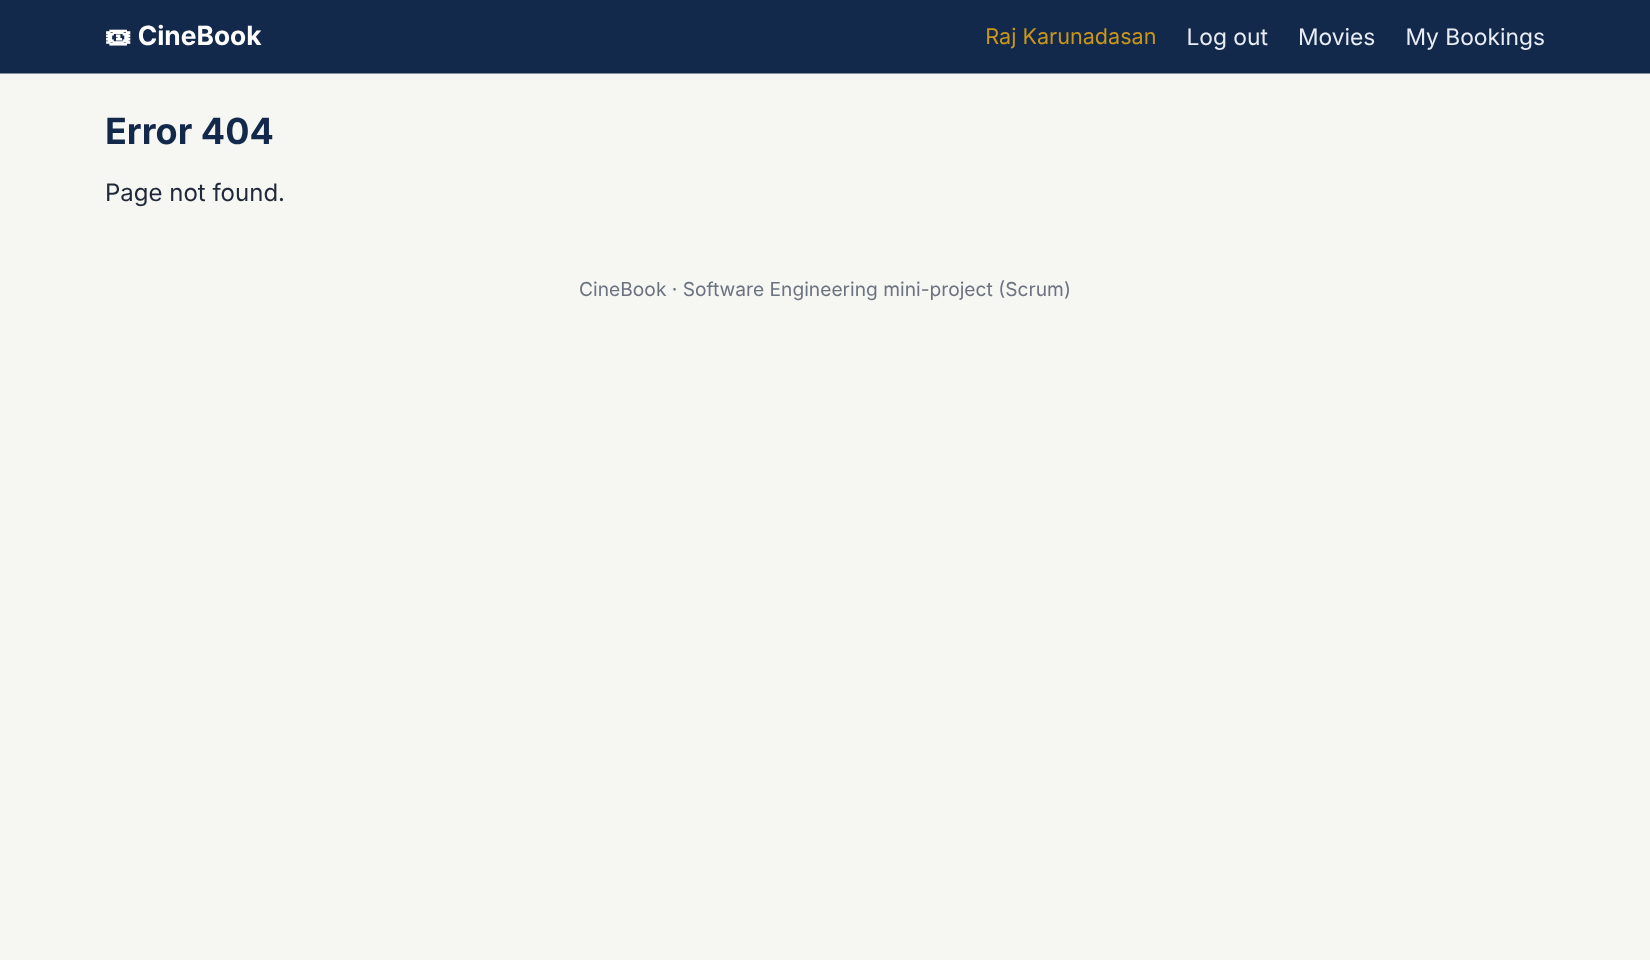 CineBook
Raj Karunadasan Log out Movies My Bookings
Error 404
Page not found.
CineBook · Software Engineering mini-project (Scrum)